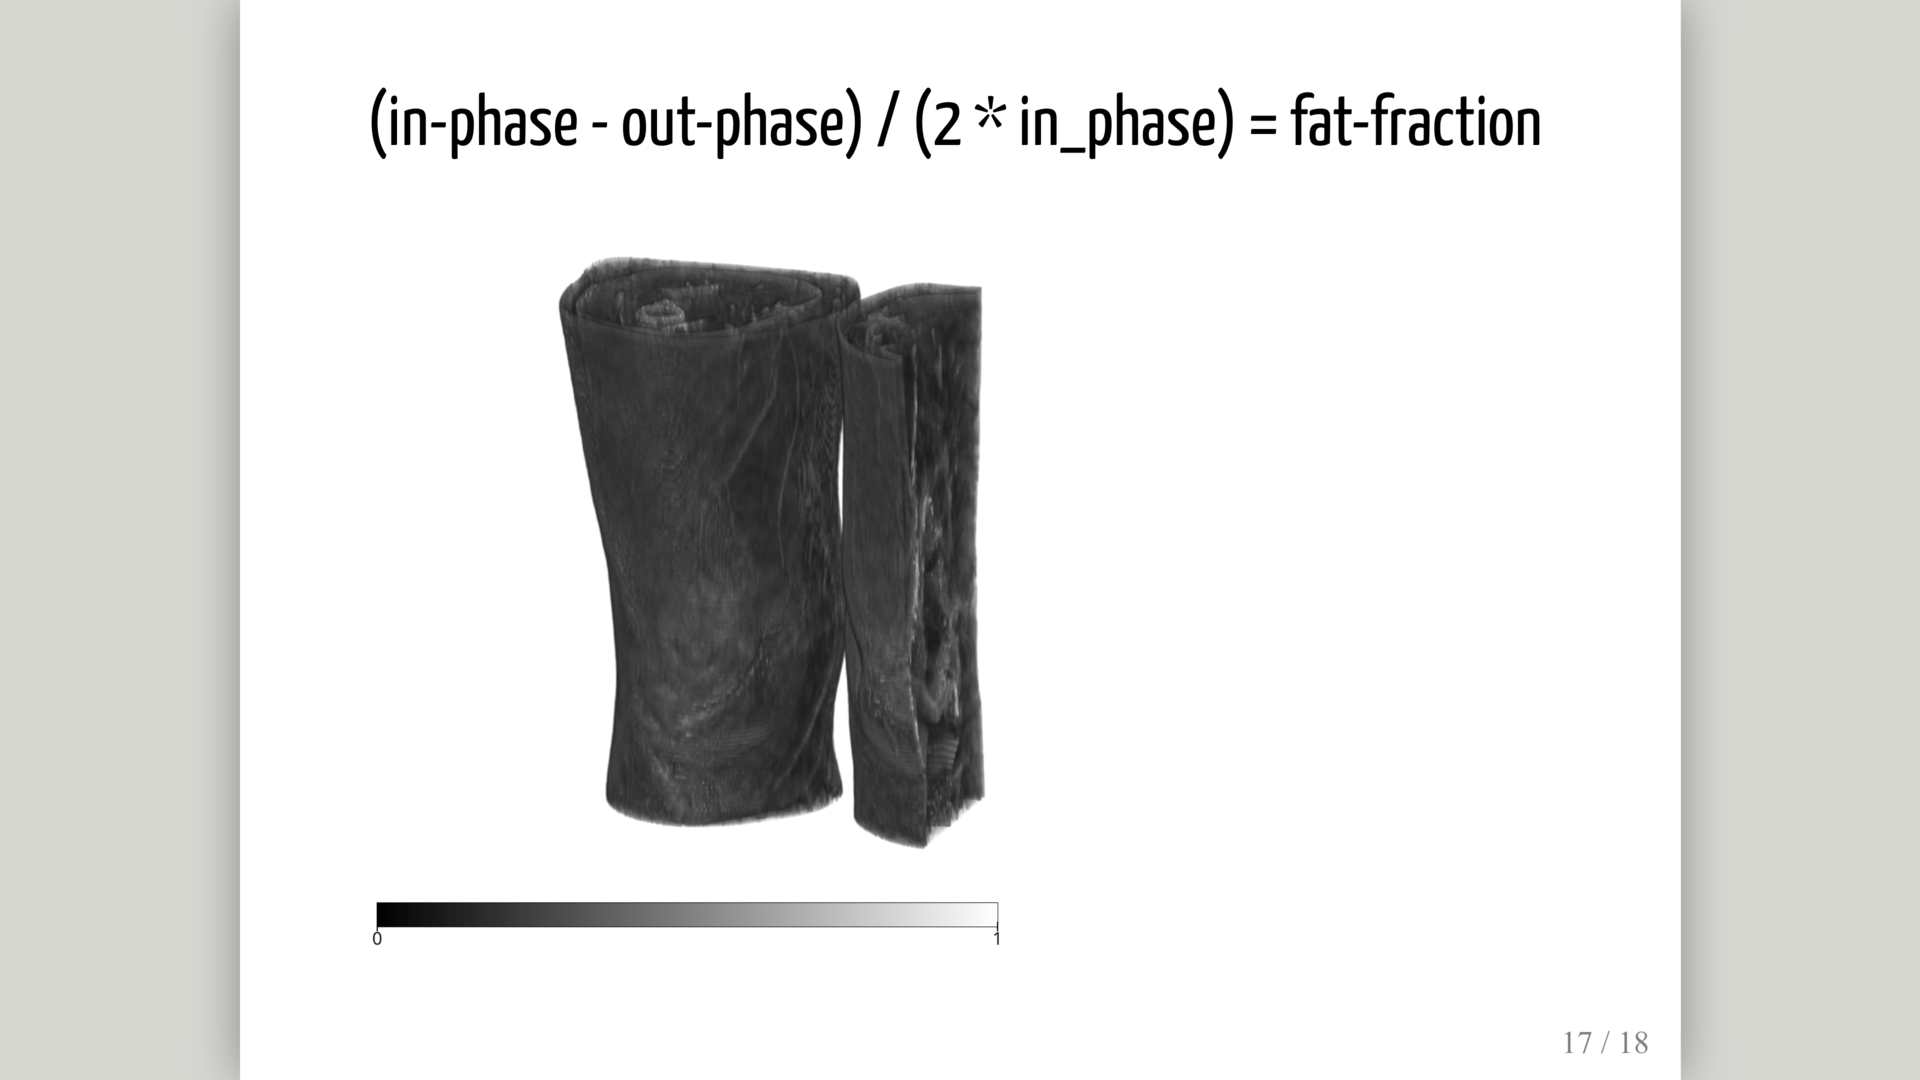 (in-phase - out-phase) / (2 * in_phase) = fat-fraction
0 1
17 / 18